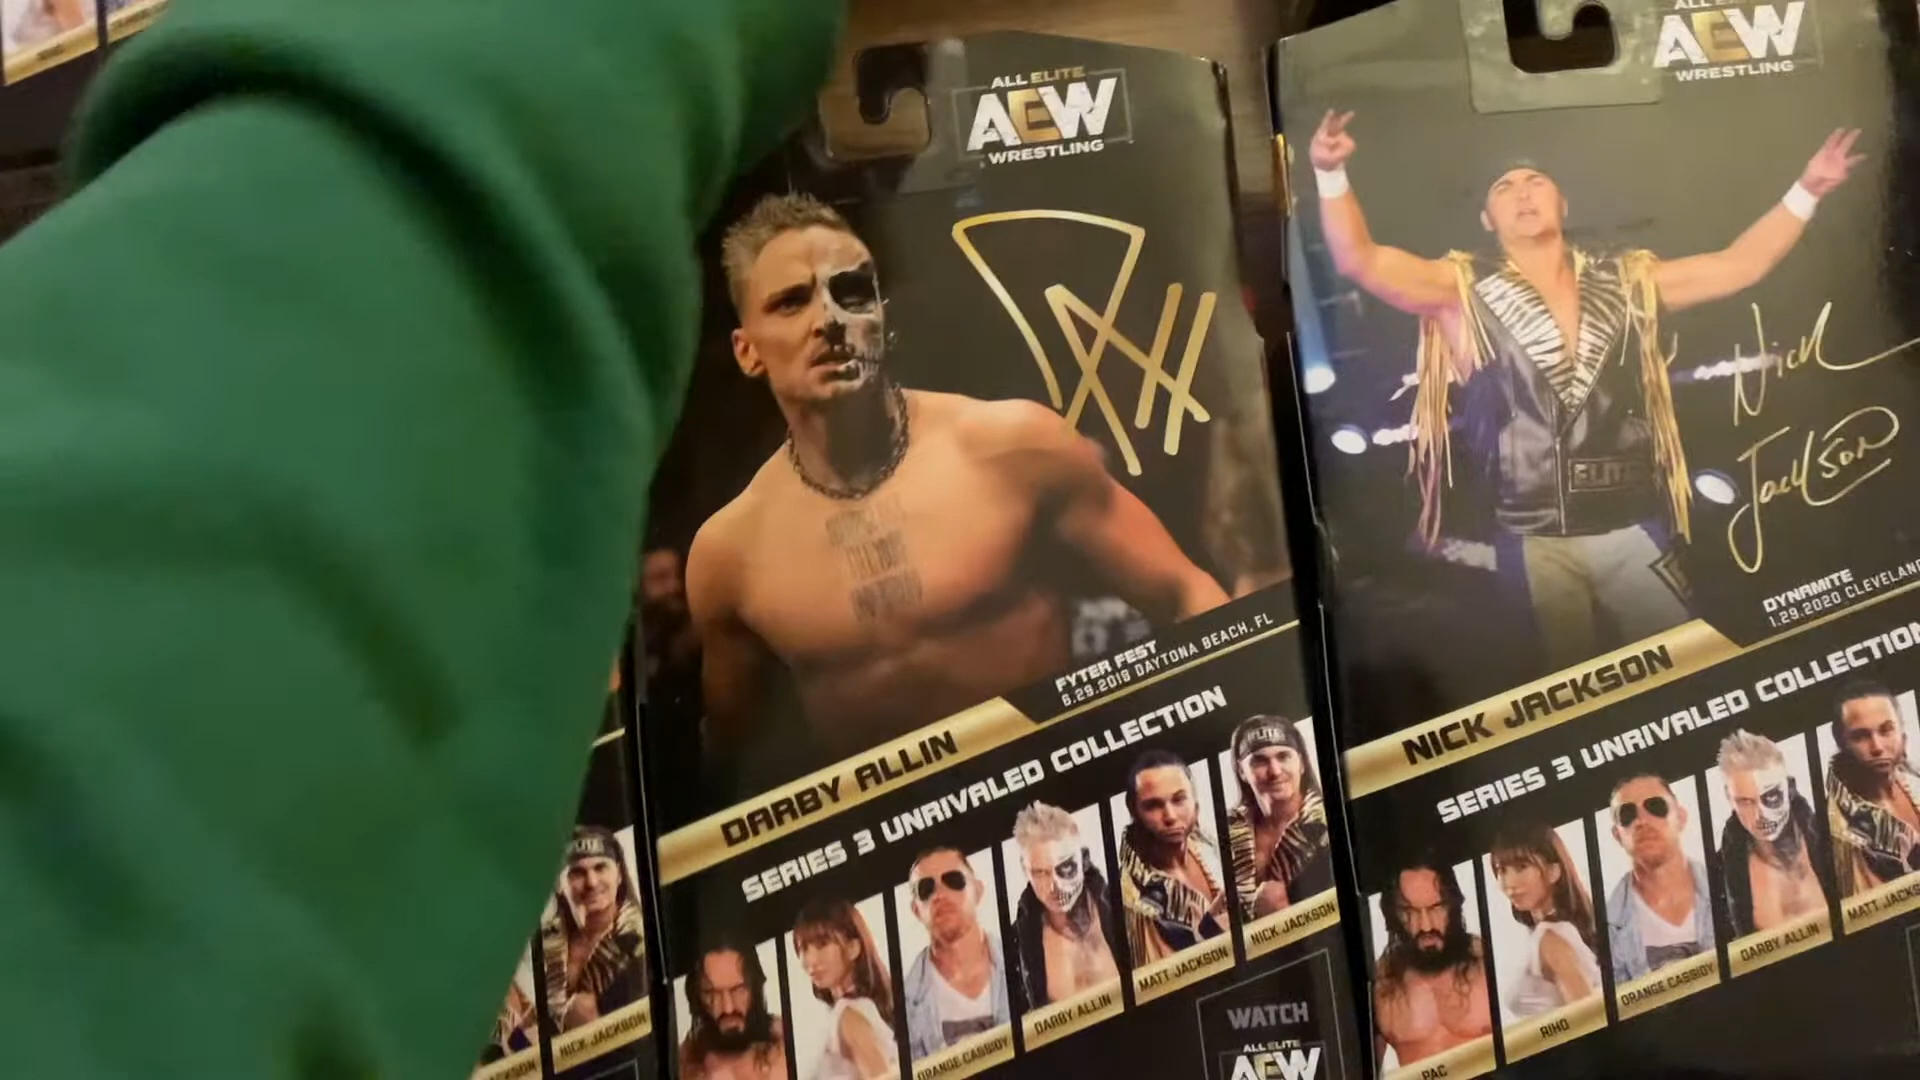 ALL ELITE
AEW
WRESTLING
FYTER FEST
6.29.2019 DAYTONA BEACH, FL
DARBY ALLIN
SERIES 3 UNRIVALED COLLECTION
ORANGE CASSIDY
DARBY ALLIN
MATT JACKSON
NICK JACKSON
WATCH
ALL ELITE
AEW
NICK JACKSON
ALL ELITE
AEW
WRESTLING
ELITE
Nick
Jackson
DYNAMITE
1.29.2020 CLEVELAND
NICK JACKSON
SERIES 3 UNRIVALED COLLECTION
PAC
RIHO
ORANGE CASSIDY
DARBY ALLIN
MATT